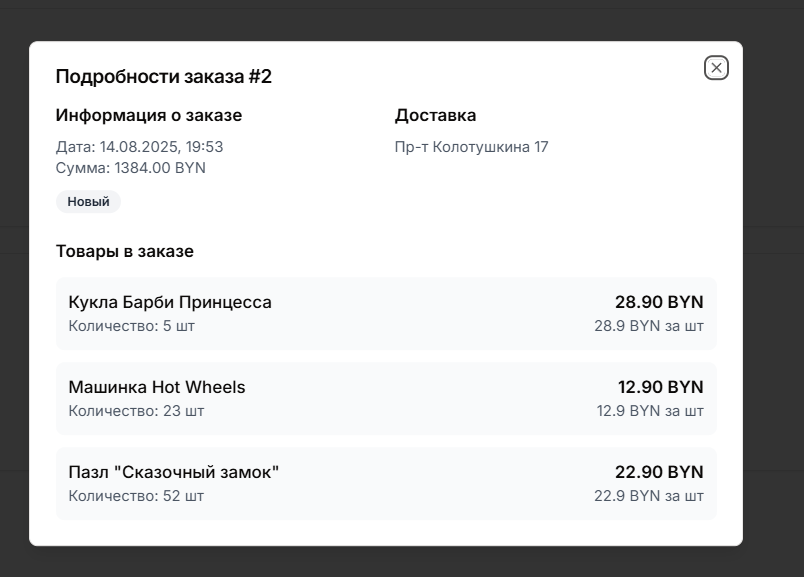 Подробности заказа #2
Информация о заказе
Дата: 14.08.2025, 19:53
Сумма: 1384.00 BYN
Новый
Доставка
Пр-т Колотушкина 17
Товары в заказе
Кукла Барби Принцесса
28.90 BYN
Количество: 5 шт
28.9 BYN за шт
Машинка Hot Wheels
12.90 BYN
Количество: 23 шт
12.9 BYN за шт
Пазл "Сказочный замок"
22.90 BYN
Количество: 52 шт
22.9 BYN за шт